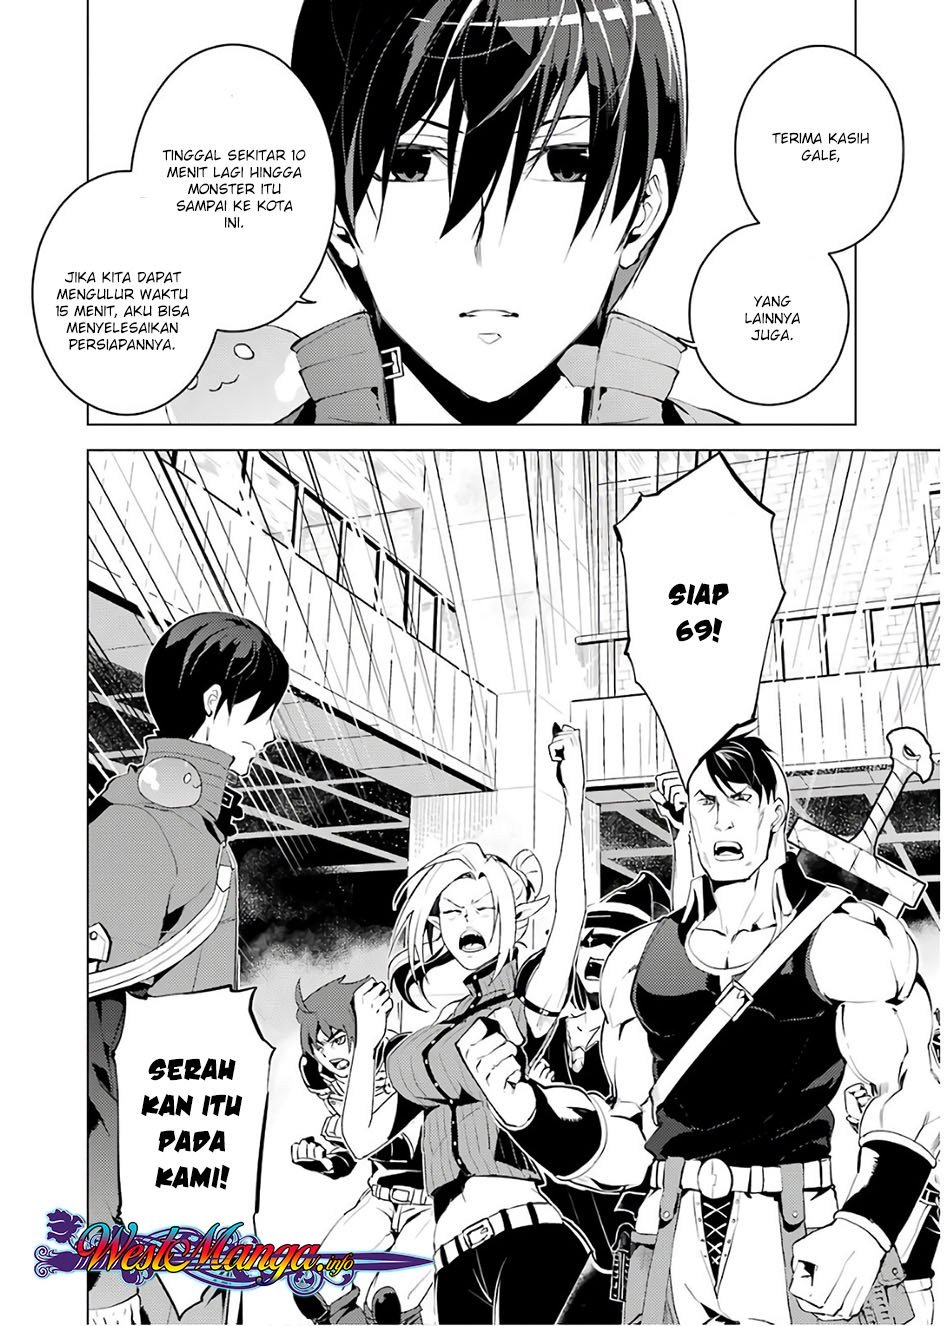 TERIMA KASIH
GALE,
YANG
LAINNYA
JUGA.
TINGGAL SEKITAR 10
MENIT LAGI HINGGA
MONSTER ITU
SAMPAI KE KOTA
INI.
JIKA KITA DAPAT
MENGULUR WAKTU
15 MENIT, AKU BISA
MENYELESAIKAN
PERSIAPANNYA.
SIAP
69!
SERAH
KAN ITU
PADA
KAMI!
WestManga.info